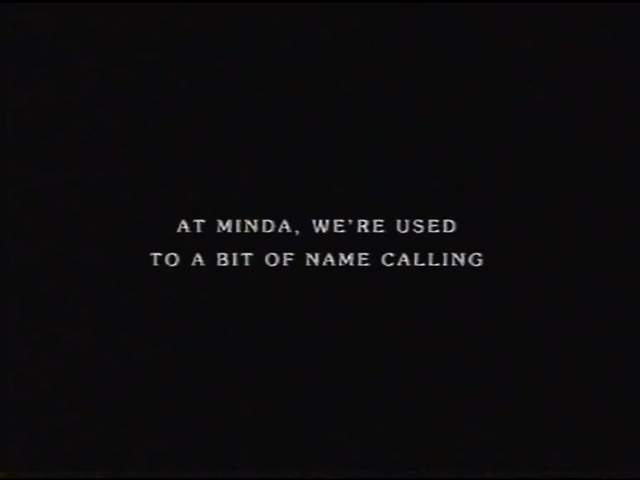 AT MINDA, WE'RE USED
TO A BIT OF NAME CALLING